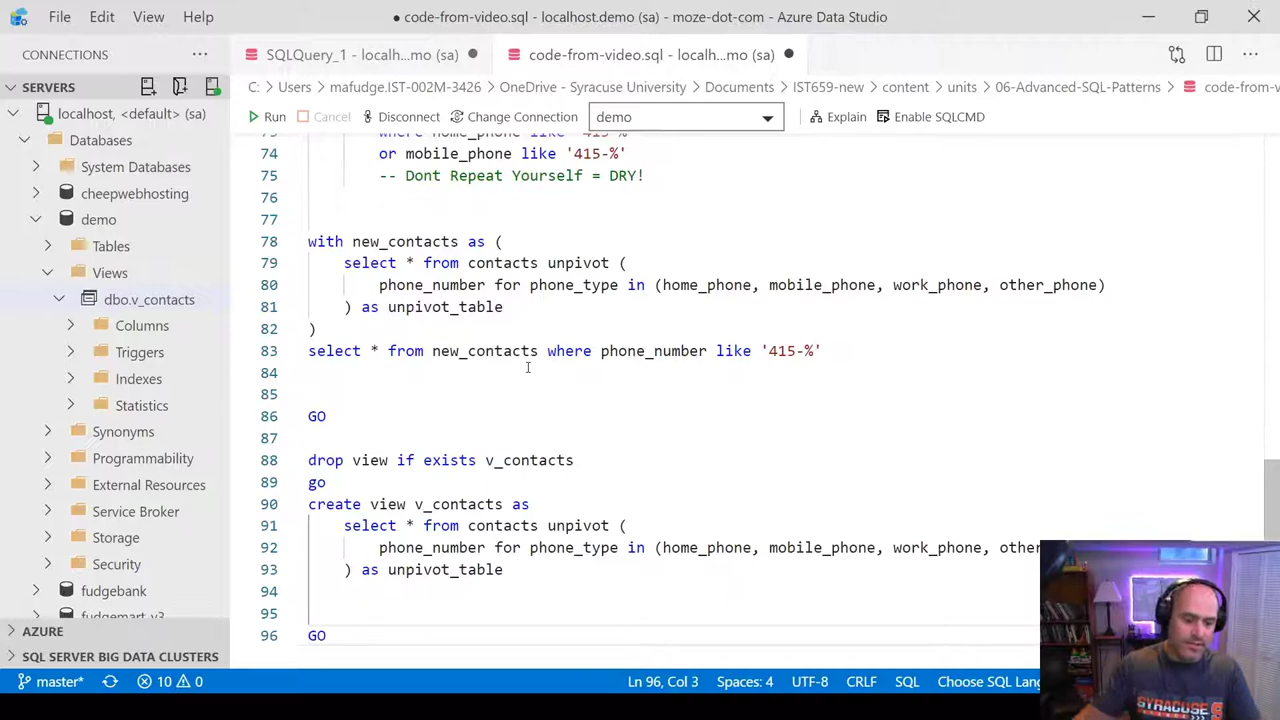 File Edit View Help ● code-from-video.sql - localhost.demo (sa) - moze-dot-com - Azure Data Studio
CONNECTIONS ··· SQLQuery_1 - localh...mo (sa) ● code-from-video.sql - localh...mo (sa) ●
SERVERS
C: > Users > mafudge.IST-002M-3426 > OneDrive - Syracuse University > Documents > IST659-new > content > units > 06-Advanced-SQL-Patterns > code-from-v
localhost, <default> (sa)
Run Cancel Disconnect Change Connection demo Explain Enable SQLCMD
Databases
System Databases
cheepwebhosting
demo
Tables
Views
dbo.v_contacts
Columns
Triggers
Indexes
Statistics
Synonyms
Programmability
External Resources
Service Broker
Storage
Security
fudgebank
fudgemart_v3
AZURE
SQL SERVER BIG DATA CLUSTERS
73 where home_phone like '415-%'
74 or mobile_phone like '415-%'
75 -- Dont Repeat Yourself = DRY!
76
77
78 with new_contacts as (
79 select * from contacts unpivot (
80 phone_number for phone_type in (home_phone, mobile_phone, work_phone, other_phone)
81 ) as unpivot_table
82 )
83 select * from new_contacts where phone_number like '415-%'
84
85
86 GO
87
88 drop view if exists v_contacts
89 go
90 create view v_contacts as
91 select * from contacts unpivot (
92 phone_number for phone_type in (home_phone, mobile_phone, work_phone, other
93 ) as unpivot_table
94
95
96 GO
master* 10 0 Ln 96, Col 3 Spaces: 4 UTF-8 CRLF SQL Choose SQL Lan
SYRACUSE